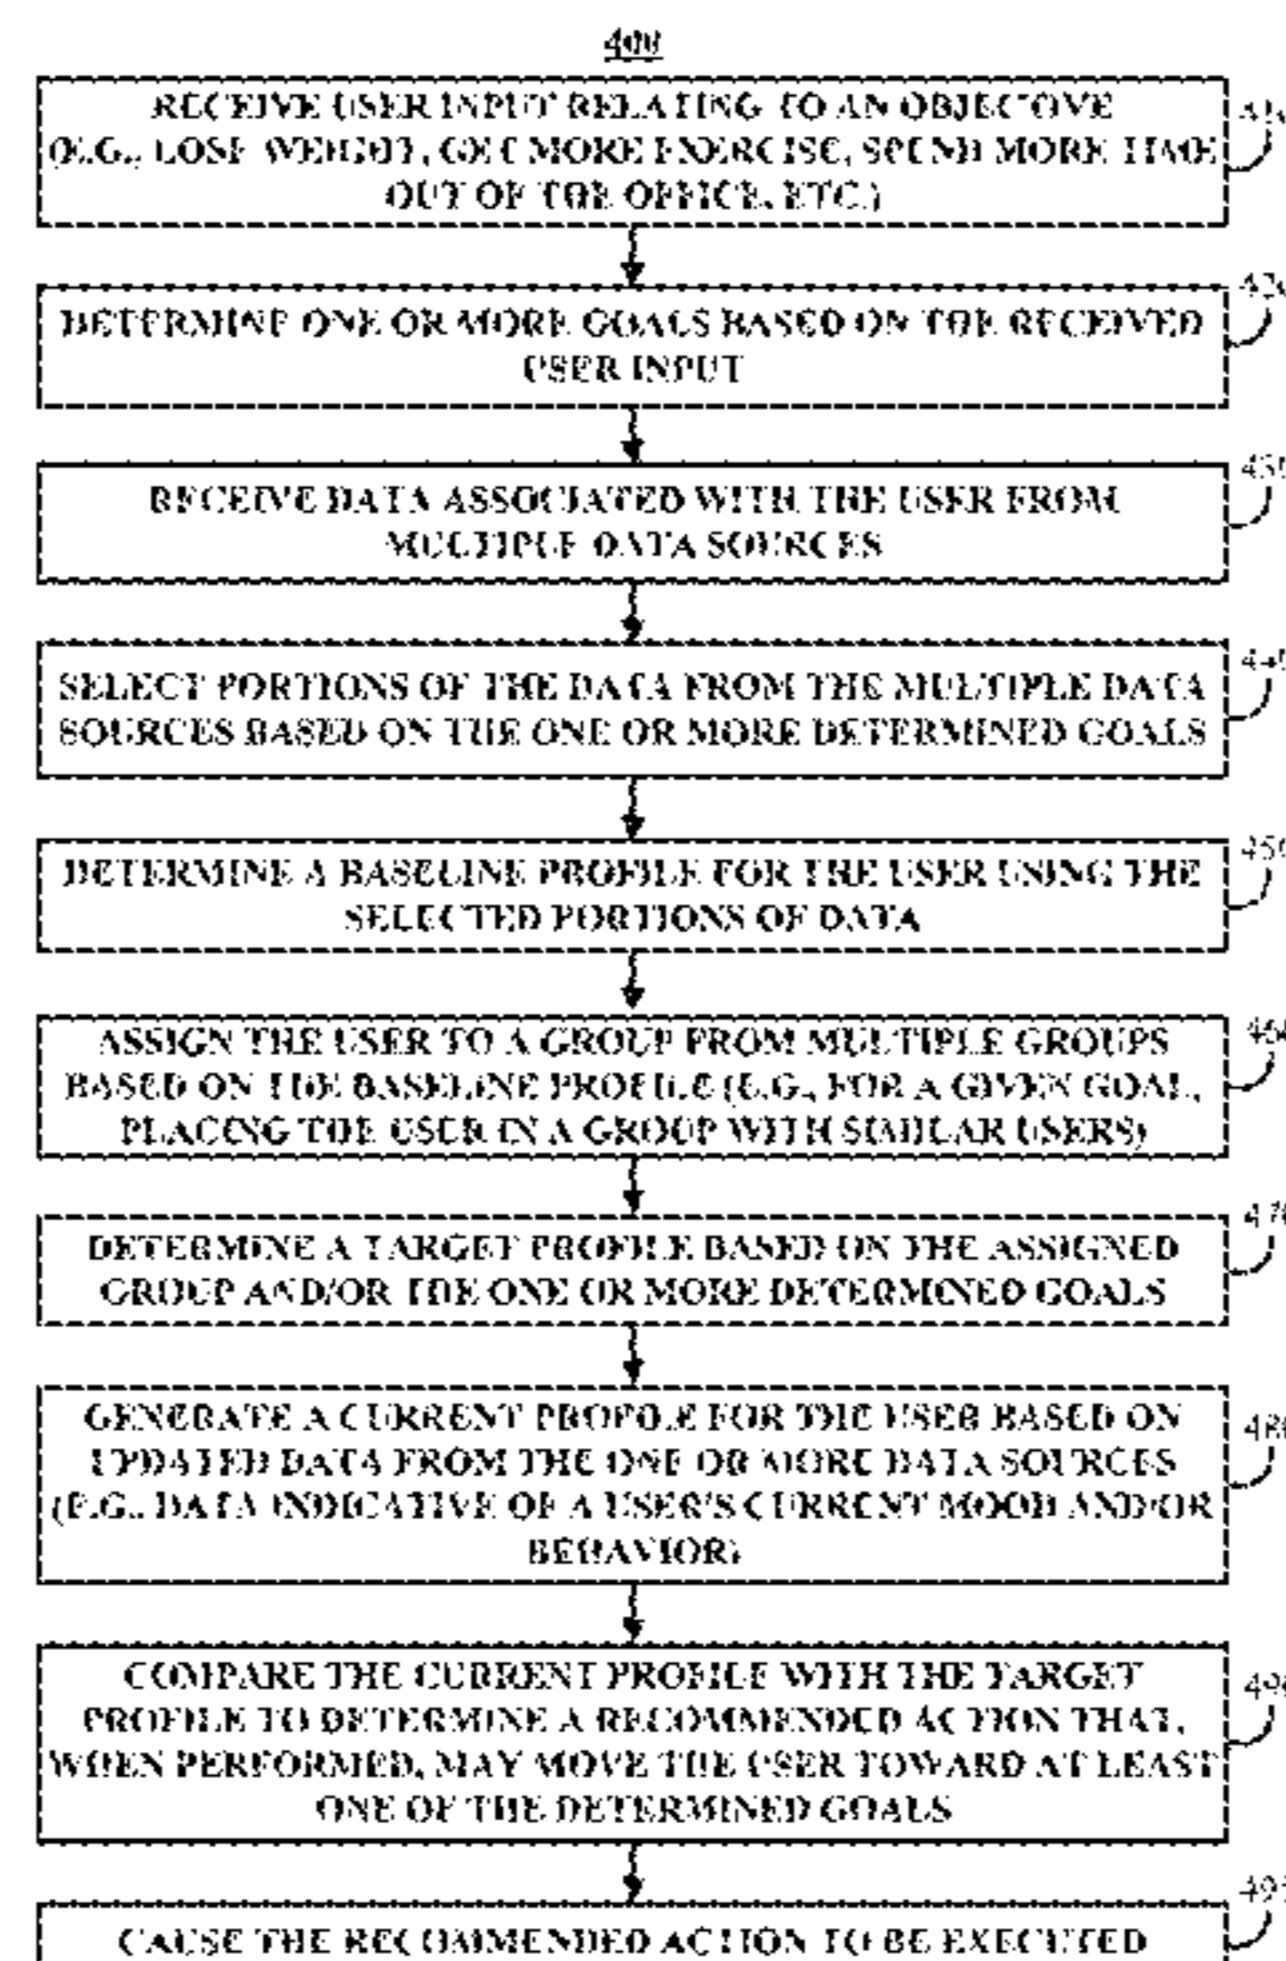 400
RECEIVE USER INPUT RELATING TO AN OBJECTIVE
(E.G., LOSE WEIGHT, GET MORE EXERCISE, SPEND MORE TIME
OUT OF THE OFFICE, ETC.)
DETERMINE ONE OR MORE GOALS BASED ON THE RECEIVED
USER INPUT
RECEIVE DATA ASSOCIATED WITH THE USER FROM
MULTIPLE DATA SOURCES
SELECT PORTIONS OF THE DATA FROM THE MULTIPLE DATA
SOURCES BASED ON THE ONE OR MORE DETERMINED GOALS
DETERMINE A BASELINE PROFILE FOR THE USER USING THE
SELECTED PORTIONS OF DATA
ASSIGN THE USER TO A GROUP FROM MULTIPLE GROUPS
BASED ON THE BASELINE PROFILE (E.G., FOR A GIVEN GOAL,
PLACING THE USER IN A GROUP WITH SIMILAR USERS)
DETERMINE A TARGET PROFILE BASED ON THE ASSIGNED
GROUP AND/OR THE ONE OR MORE DETERMINED GOALS
GENERATE A CURRENT PROFILE FOR THE USER BASED ON
UPDATED DATA FROM THE ONE OR MORE DATA SOURCES
(E.G., DATA INDICATIVE OF A USER'S CURRENT MOOD AND/OR
BEHAVIOR)
COMPARE THE CURRENT PROFILE WITH THE TARGET
PROFILE TO DETERMINE A RECOMMENDED ACTION THAT,
WHEN PERFORMED, MAY MOVE THE USER TOWARD AT LEAST
ONE OF THE DETERMINED GOALS
CAUSE THE RECOMMENDED ACTION TO BE EXECUTED